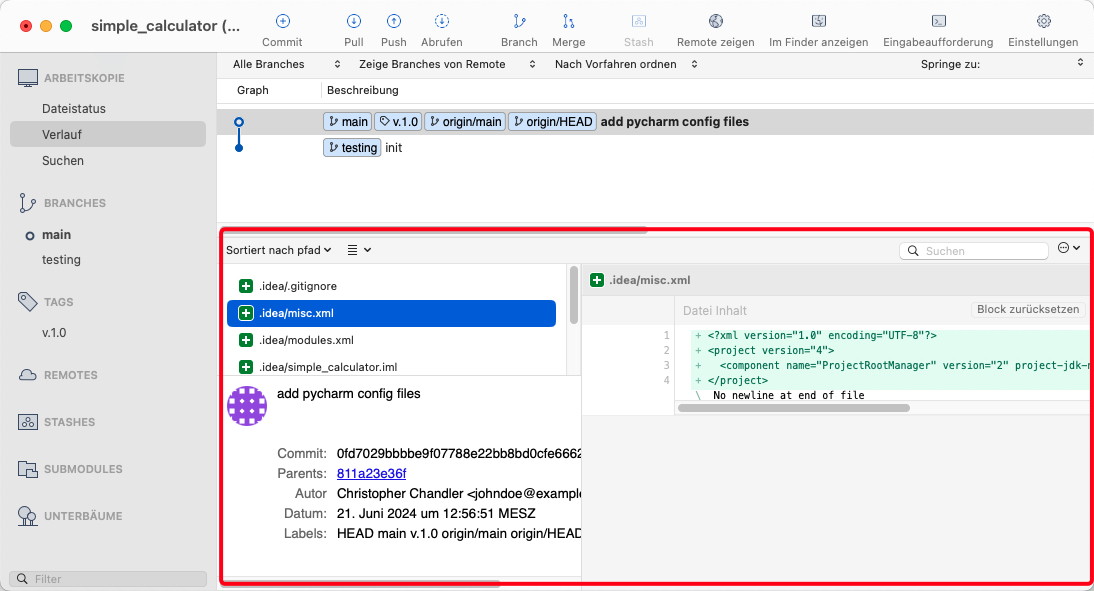 simple_calculator (...
Commit
Pull
Push
Abrufen
Branch
Merge
Stash
Remote zeigen
Im Finder anzeigen
Eingabeaufforderung
Einstellungen
Alle Branches
Zeige Branches von Remote
Nach Vorfahren ordnen
Springe zu:
Graph
Beschreibung
main v.1.0 origin/main origin/HEAD add pycharm config files
testing init
ARBEITSKOPIE
Dateistatus
Verlauf
Suchen
BRANCHES
main
testing
TAGS
v.1.0
REMOTES
STASHES
SUBMODULES
UNTERBÄUME
Filter
Sortiert nach pfad
Suchen
.idea/.gitignore
.idea/misc.xml
.idea/modules.xml
.idea/simple_calculator.iml
add pycharm config files
Commit: 0fd7029bbbbe9f07788e22bb8bd0cfe6662
Parents: 811a23e36f
Autor Christopher Chandler <johndoe@example
Datum: 21. Juni 2024 um 12:56:51 MESZ
Labels: HEAD main v.1.0 origin/main origin/HEAD
.idea/misc.xml
Datei Inhalt
Block zurücksetzen
1 + <?xml version="1.0" encoding="UTF-8"?>
2 + <project version="4">
3 + <component name="ProjectRootManager" version="2" project-jdk-n
4 + </project>
\ No newline at end of file